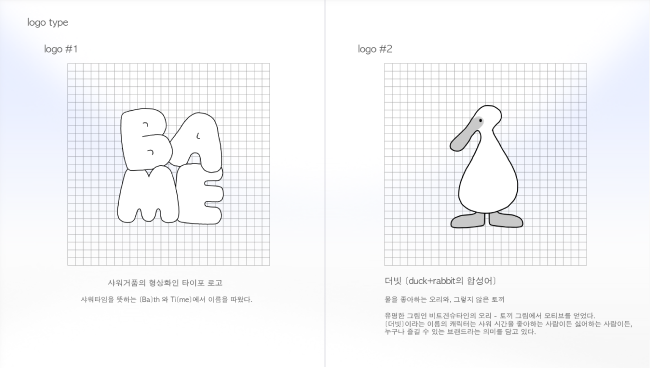 logo type
logo #1
BA
ME
샤워거품의 형상화인 타이포 로고
샤워타임을 뜻하는 (Ba)th 와 Ti(me)에서 이름을 따왔다.
logo #2
더빗 [duck+rabbit의 합성어]
물을 좋아하는 오리와, 그렇지 않은 토끼
유명한 그림인 비트겐슈타인의 오리 - 토끼 그림에서 모티브를 얻었다.
[더빗]이라는 이름의 캐릭터는 샤워 시간을 좋아하는 사람이든 싫어하는 사람이든,
누구나 즐길 수 있는 브랜드라는 의미를 담고 있다.